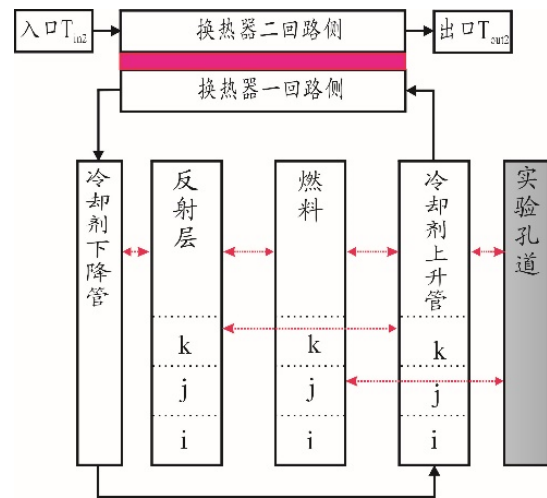 入口T_in2
换热器二回路侧
出口T_out2
换热器一回路侧
冷却剂下降管
反射层
燃料
冷却剂上升管
实验孔道
k
k
k
j
j
j
i
i
i